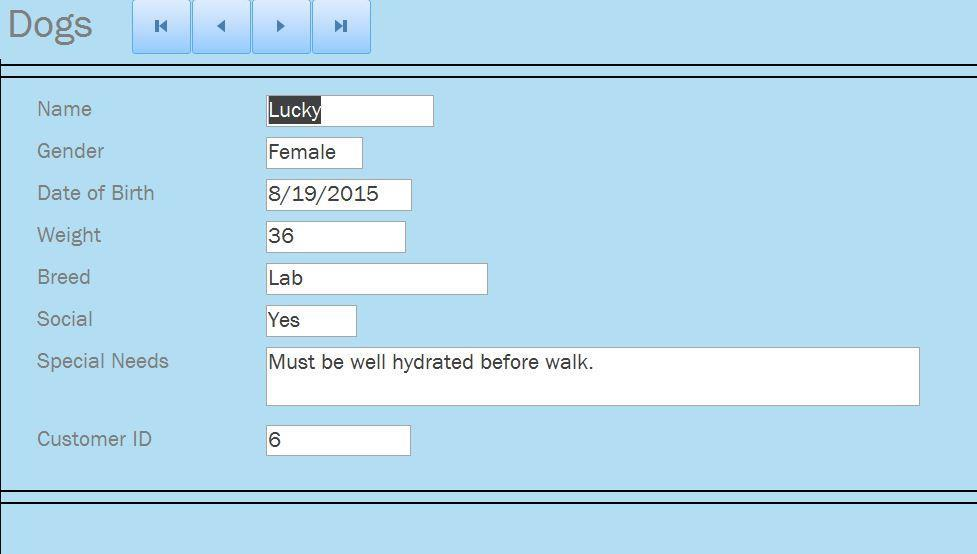 Dogs
Name Lucky
Gender Female
Date of Birth 8/19/2015
Weight 36
Breed Lab
Social Yes
Special Needs Must be well hydrated before walk.
Customer ID 6